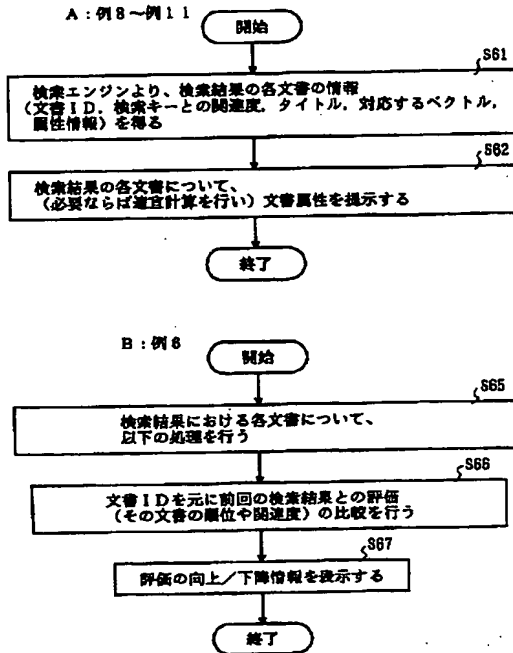 A：例8～例11
開始
S61
検索エンジンより、検索結果の各文書の情報
（文書ID，検索キーとの関連度，タイトル，対応するベクトル，
属性情報）を得る
S62
検索結果の各文書について、
（必要ならば適宜計算を行い）文書属性を提示する
終了
B：例6
開始
S65
検索結果における各文書について、
以下の処理を行う
S66
文書IDを元に前回の検索結果との評価
（その文書の順位や関連度）の比較を行う
S67
評価の向上／下降情報を表示する
終了